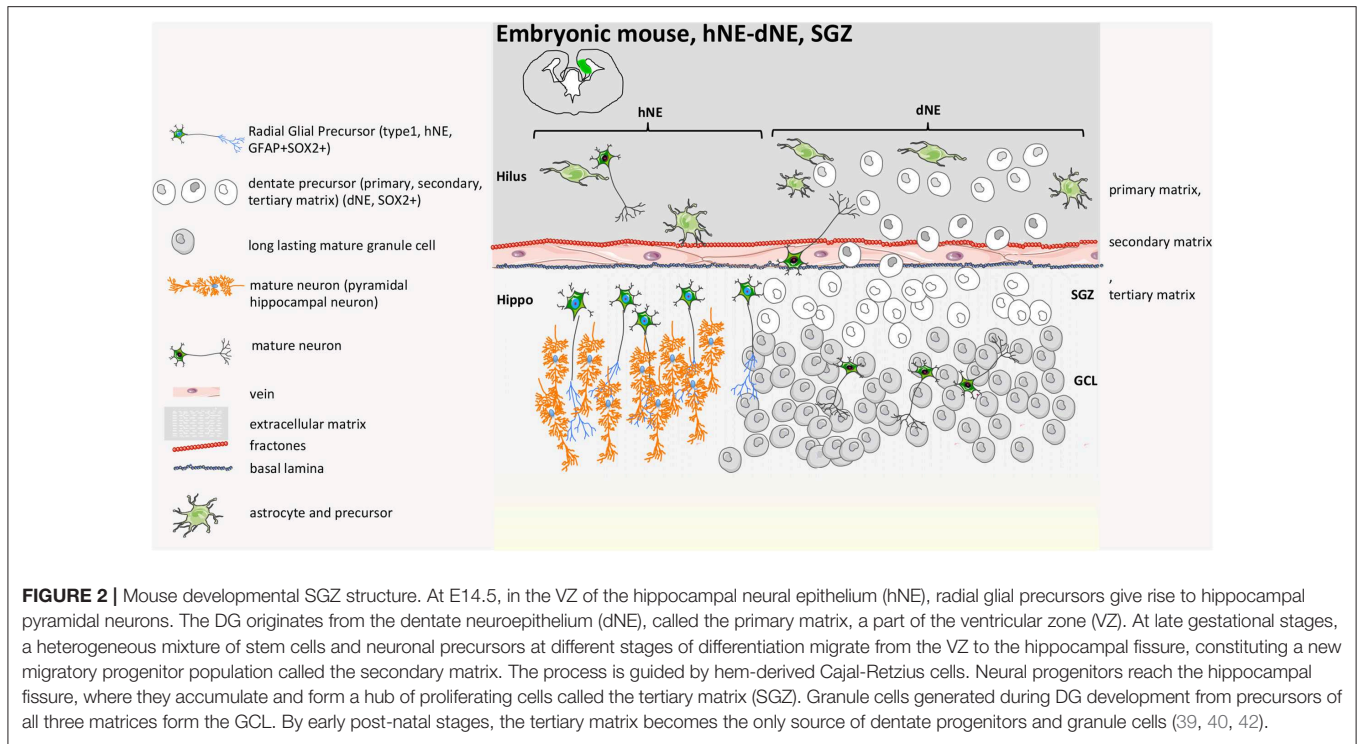 Embryonic mouse, hNE-dNE, SGZ
hNE
dNE
Radial Glial Precursor (type1, hNE,
GFAP+SOX2+)
dentate precursor (primary, secondary,
tertiary matrix) (dNE, SOX2+)
long lasting mature granule cell
mature neuron (pyramidal
hippocampal neuron)
mature neuron
vein
extracellular matrix
fractones
basal lamina
astrocyte and precursor
Hilus
Hippo
SGZ
GCL
primary matrix,
secondary matrix
,
tertiary matrix
FIGURE 2 | Mouse developmental SGZ structure. At E14.5, in the VZ of the hippocampal neural epithelium (hNE), radial glial precursors give rise to hippocampal
pyramidal neurons. The DG originates from the dentate neuroepithelium (dNE), called the primary matrix, a part of the ventricular zone (VZ). At late gestational stages,
a heterogeneous mixture of stem cells and neuronal precursors at different stages of differentiation migrate from the VZ to the hippocampal fissure, constituting a new
migratory progenitor population called the secondary matrix. The process is guided by hem-derived Cajal-Retzius cells. Neural progenitors reach the hippocampal
fissure, where they accumulate and form a hub of proliferating cells called the tertiary matrix (SGZ). Granule cells generated during DG development from precursors of
all three matrices form the GCL. By early post-natal stages, the tertiary matrix becomes the only source of dentate progenitors and granule cells (39, 40, 42).